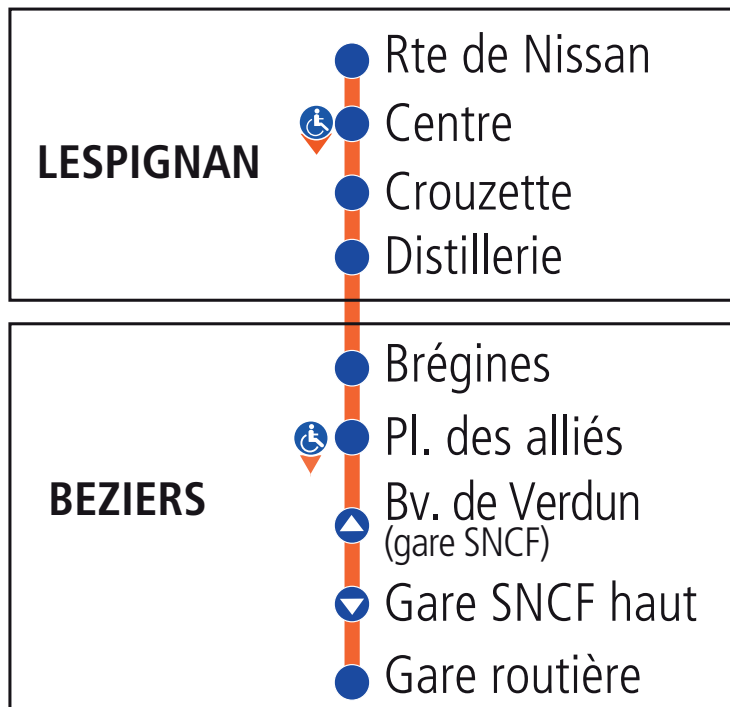 LESPIGNAN
Rte de Nissan
Centre
Crouzette
Distillerie
BEZIERS
Brégines
Pl. des alliés
Bv. de Verdun
(gare SNCF)
Gare SNCF haut
Gare routière